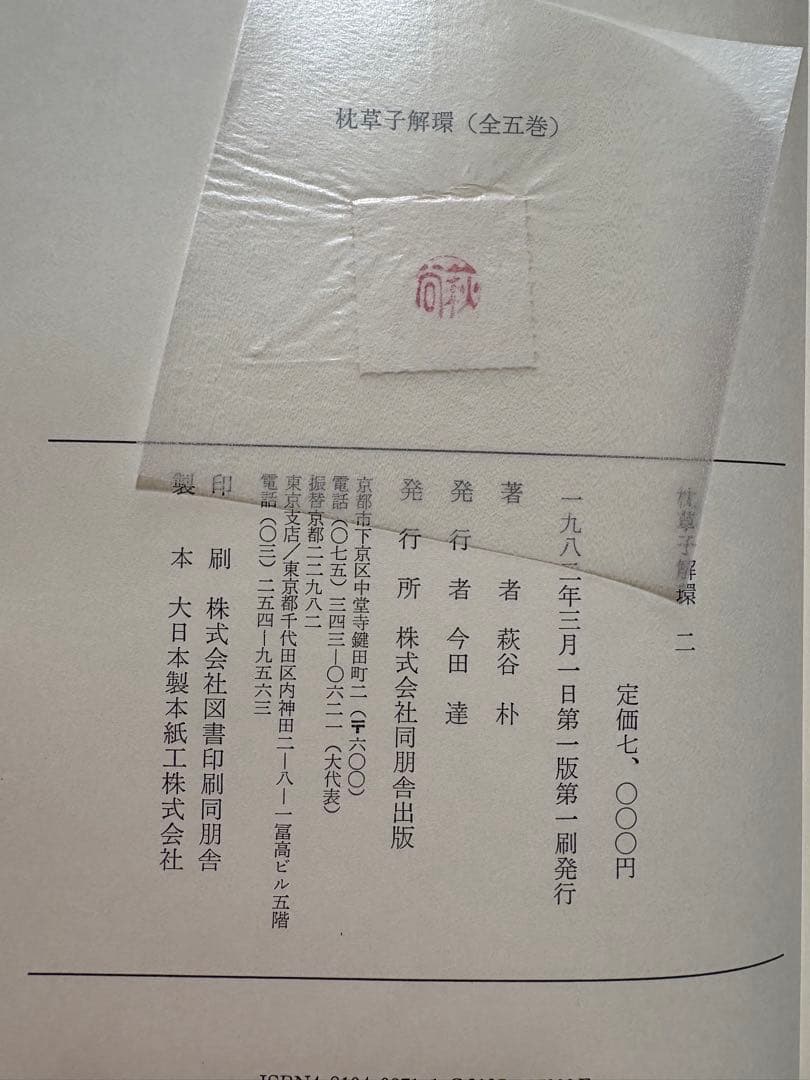 枕草子解環（全五巻）
枕草子解環　二
定価七、〇〇〇円
一九八二年三月一日第一版第一刷発行
著者　萩谷　朴
発行者　今田　達
発行所　株式会社同朋舎出版
京都市下京区中堂寺鍵田町二（〒六〇〇）
電話（〇七五）三四三―〇六二一（大代表）
振替京都二二九八二
東京支店／東京都千代田区内神田二―八―一冨高ビル五階
電話（〇三）二五四―九五六三
印刷　株式会社図書印刷同朋舎
製本　大日本製本紙工株式会社